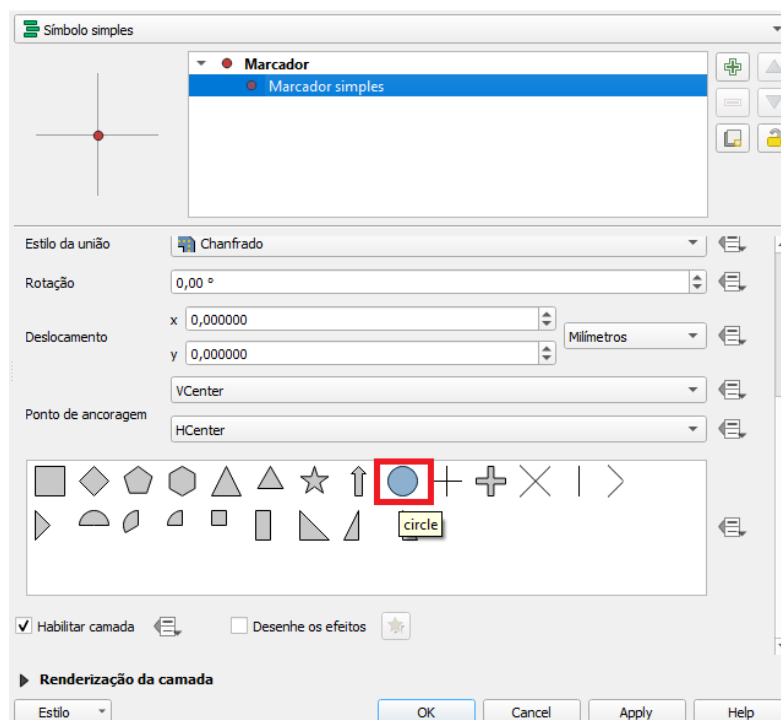 Símbolo simples
Marcador
Marcador simples
Estilo da união
Chanfrado
Rotação
0,00 °
Deslocamento
x 0,000000
Milímetros
y 0,000000
VCenter
Ponto de ancoragem
HCenter
circle
Habilitar camada
Desenhe os efeitos
Renderização da camada
Estilo
OK
Cancel
Apply
Help